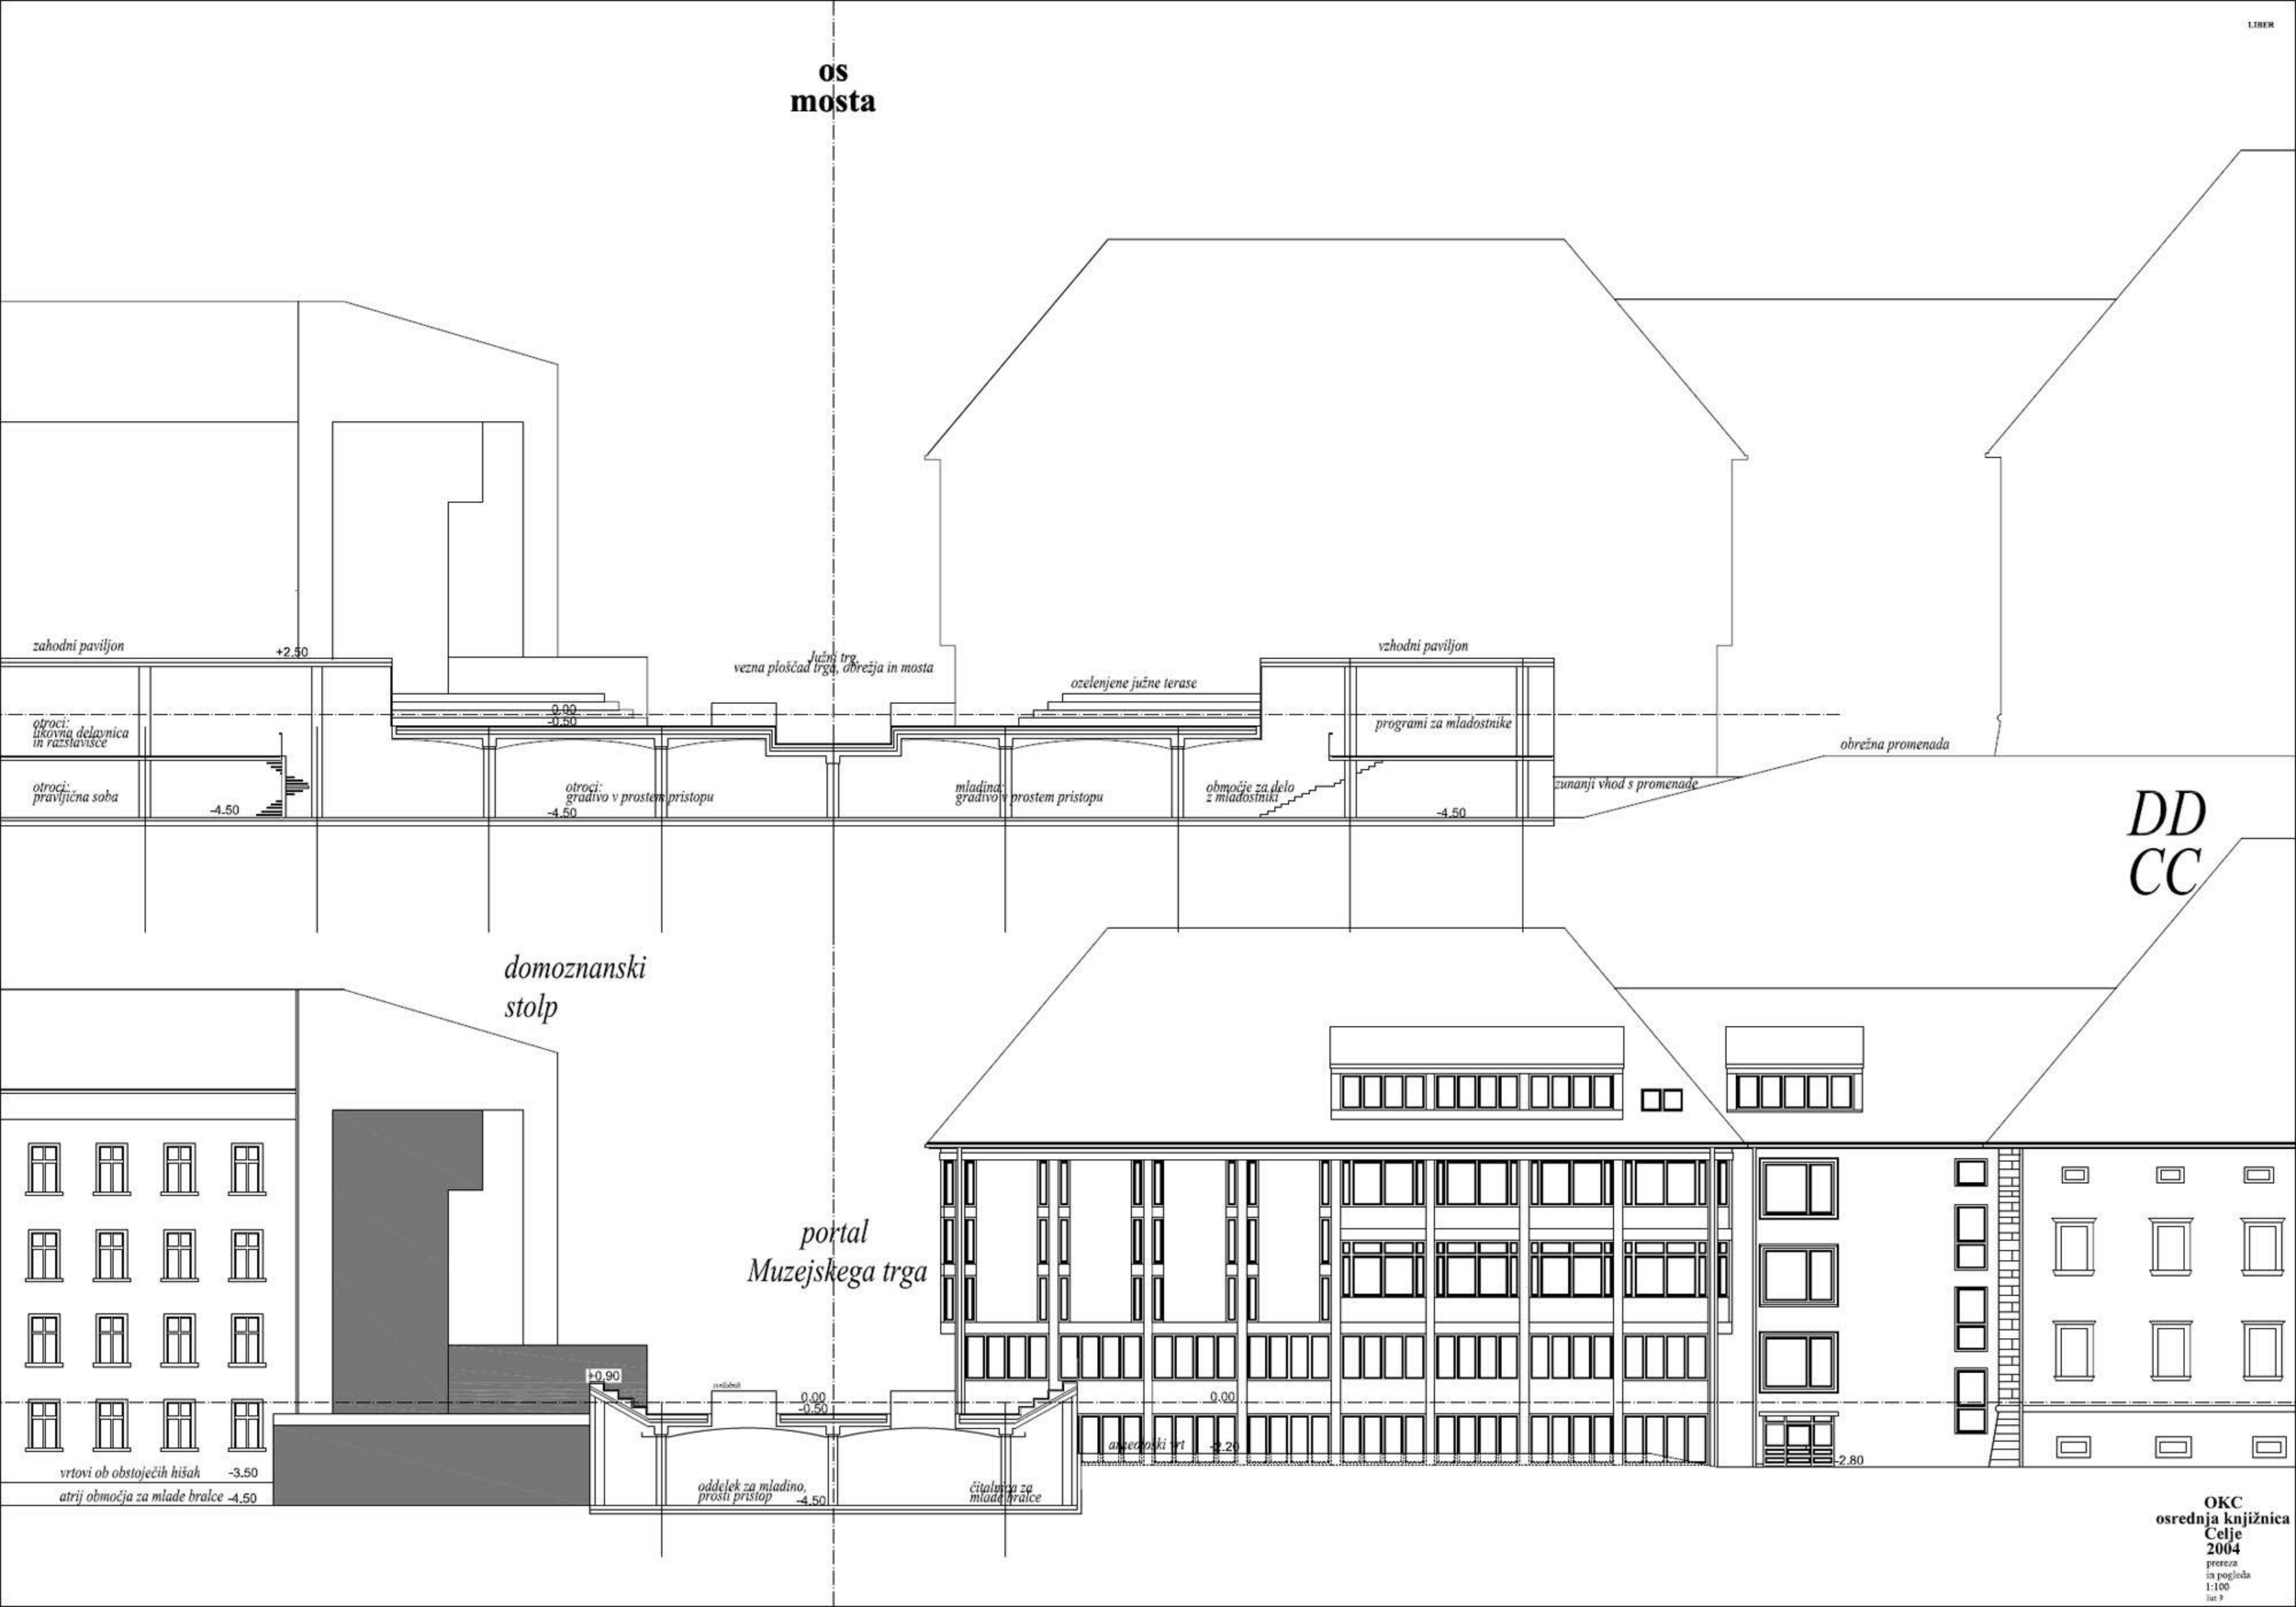 LIBER
os
mosta
zahodni paviljon
+2.50
Južni trg,
vezna ploščad trga, obrežja in mosta
ozelenjene južne terase
vzhodni paviljon
0.00
-0.50
otroci:
likovna delavnica
in razstavišče
programi za mladostnike
obrežna promenada
otroci:
pravljična soba
-4.50
otroci:
gradivo v prostem pristopu
-4.50
mladina:
gradivo v prostem pristopu
območje za delo
z mladostniki
-4.50
zunanji vhod s promenade
DD
CC
domoznanski
stolp
portal
Muzejskega trga
+0.90
svetlobnik
0.00
-0.50
0.00
arheološki vrt
-2.20
-2.80
vrtovi ob obstoječih hišah -3.50
atrij območja za mlade bralce -4.50
oddelek za mladino,
prosti pristop
-4.50
čitalnica za
mlade bralce
OKC
osrednja knjižnica
Celje
2004
prereza
in pogleda
1:100
list 9